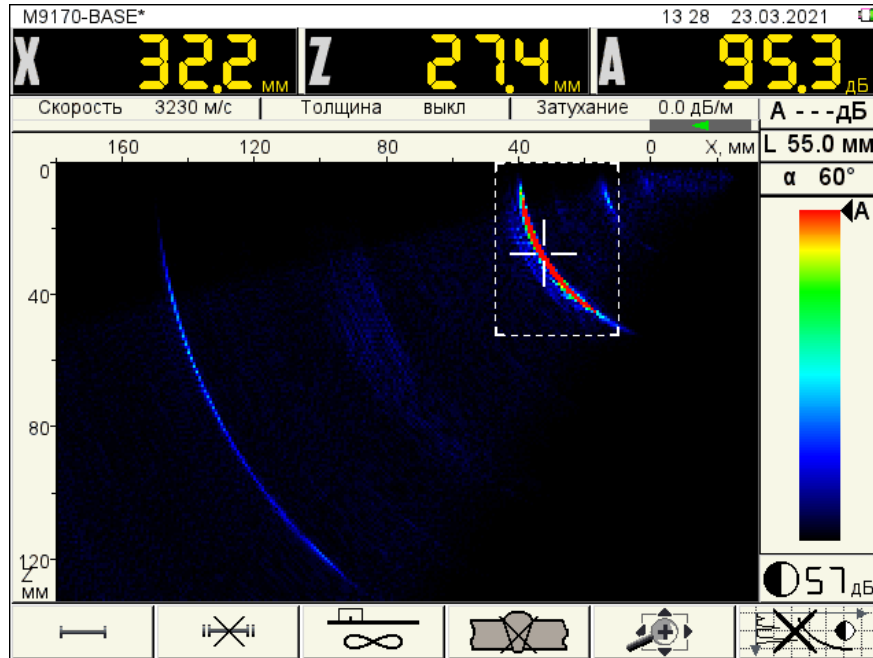 M9170-BASE* 13 28 23.03.2021
X 32.2 мм Z 27.4 мм A 95.3 дБ
Скорость 3230 м/с Толщина выкл Затухание 0.0 дБ/м A ---дБ
160 120 80 40 0 X, мм L 55.0 мм
0 α 60°
A
40
80
120
Z
мм
57 дБ